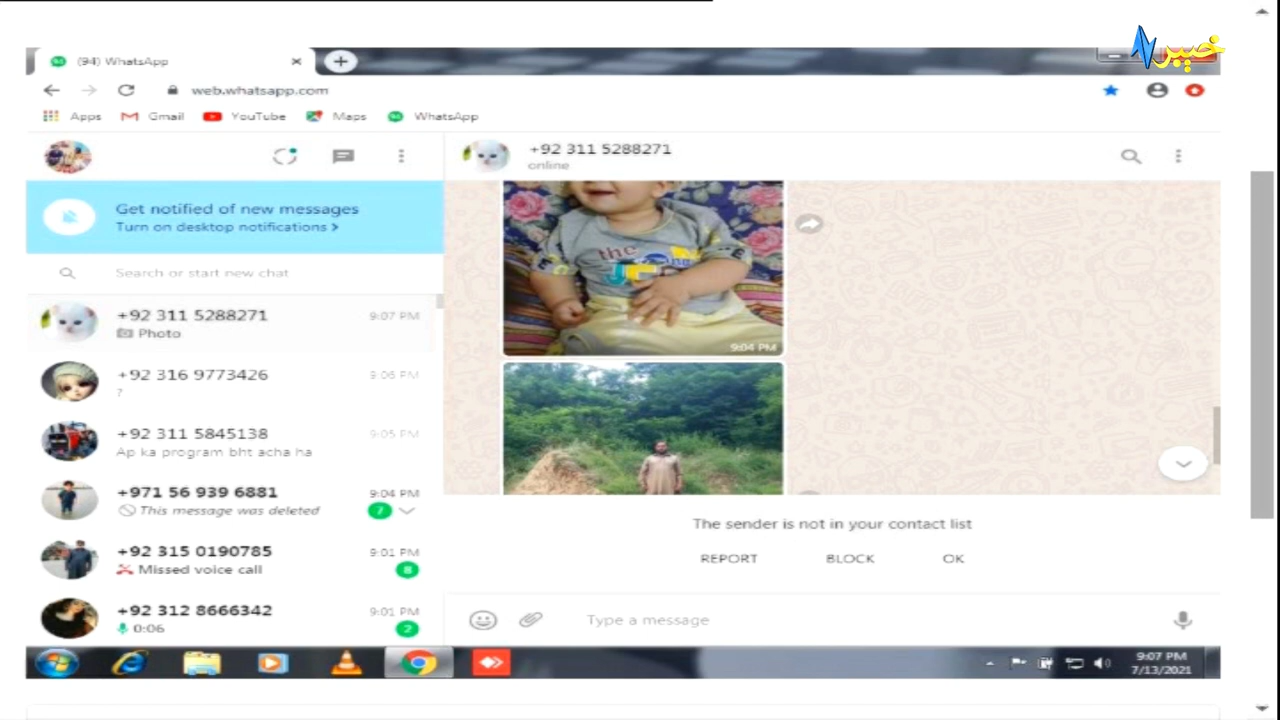 خیبر
(94) WhatsApp
web.whatsapp.com
Apps Gmail YouTube Maps WhatsApp
Get notified of new messages
Turn on desktop notifications >
Search or start new chat
+92 311 5288271 9:07 PM
Photo
+92 316 9773426 9:06 PM
?
+92 311 5845138 9:05 PM
Ap ka program bht acha ha
+971 56 939 6881 9:04 PM
This message was deleted 7
+92 315 0190785 9:01 PM
Missed voice call 8
+92 312 8666342 9:01 PM
0:06 2
+92 311 5288271
online
the
9:04 PM
The sender is not in your contact list
REPORT BLOCK OK
Type a message
9:07 PM
7/13/2021